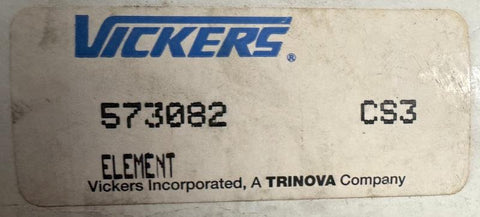 VICKERS®
573082 CS3
ELEMENT
Vickers Incorporated, A TRINOVA Company